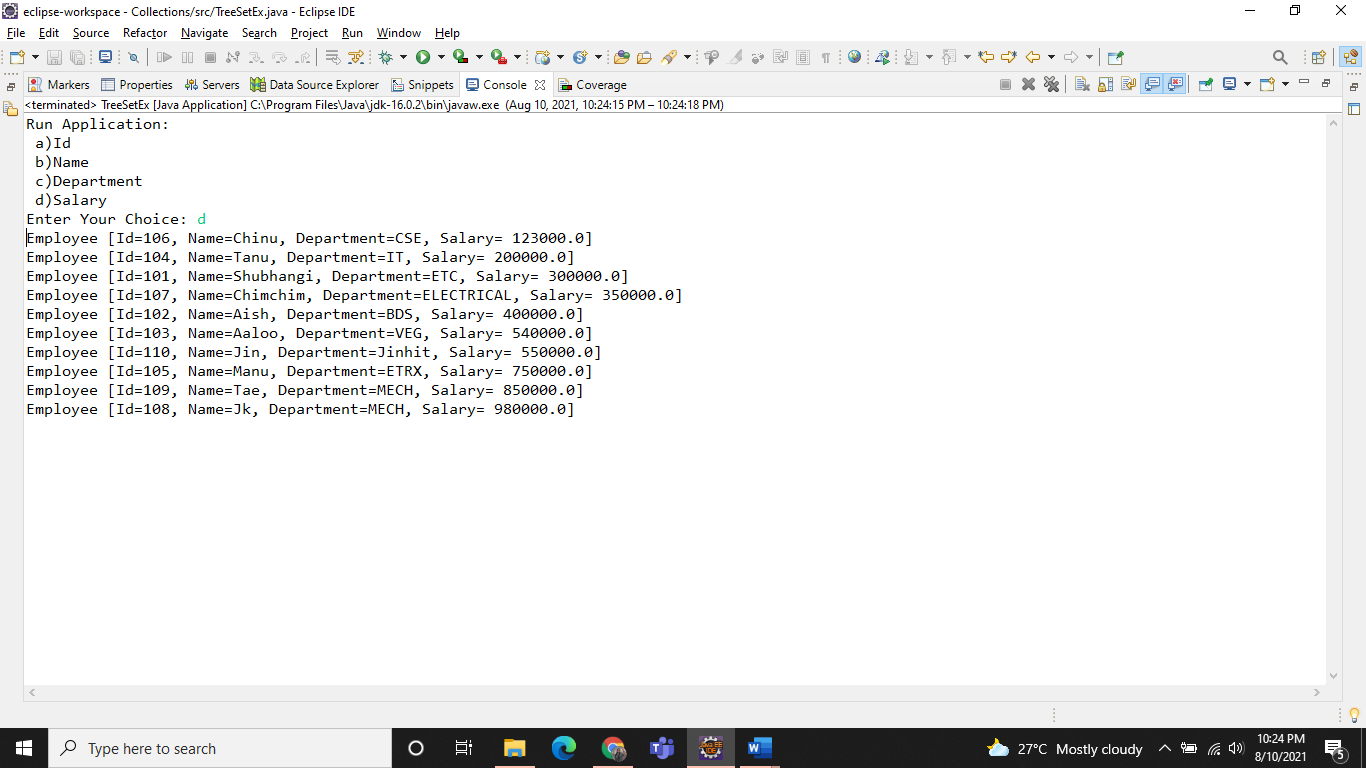 eclipse-workspace - Collections/src/TreeSetEx.java - Eclipse IDE
File Edit Source Refactor Navigate Search Project Run Window Help
Markers Properties Servers Data Source Explorer Snippets Console Coverage
<terminated> TreeSetEx [Java Application] C:\Program Files\Java\jdk-16.0.2\bin\javaw.exe (Aug 10, 2021, 10:24:15 PM – 10:24:18 PM)
Run Application:
a)Id
b)Name
c)Department
d)Salary
Enter Your Choice: d
Employee [Id=106, Name=Chinu, Department=CSE, Salary= 123000.0]
Employee [Id=104, Name=Tanu, Department=IT, Salary= 200000.0]
Employee [Id=101, Name=Shubhangi, Department=ETC, Salary= 300000.0]
Employee [Id=107, Name=Chimchim, Department=ELECTRICAL, Salary= 350000.0]
Employee [Id=102, Name=Aish, Department=BDS, Salary= 400000.0]
Employee [Id=103, Name=Aaloo, Department=VEG, Salary= 540000.0]
Employee [Id=110, Name=Jin, Department=Jinhit, Salary= 550000.0]
Employee [Id=105, Name=Manu, Department=ETRX, Salary= 750000.0]
Employee [Id=109, Name=Tae, Department=MECH, Salary= 850000.0]
Employee [Id=108, Name=Jk, Department=MECH, Salary= 980000.0]
Type here to search
27°C Mostly cloudy
10:24 PM
8/10/2021
5